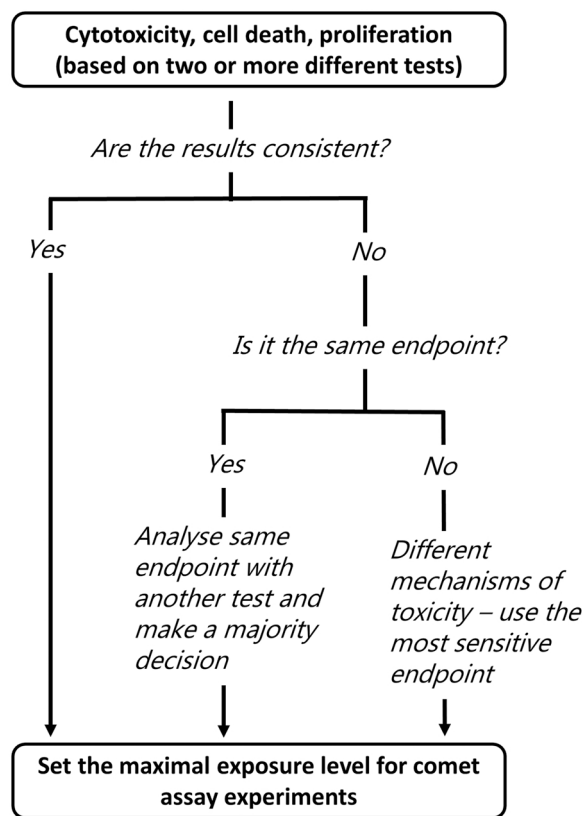 Cytotoxicity, cell death, proliferation
(based on two or more different tests)
Are the results consistent?
Yes
No
Is it the same endpoint?
Yes
No
Analyse same
endpoint with
another test and
make a majority
decision
Different
mechanisms of
toxicity – use the
most sensitive
endpoint
Set the maximal exposure level for comet
assay experiments